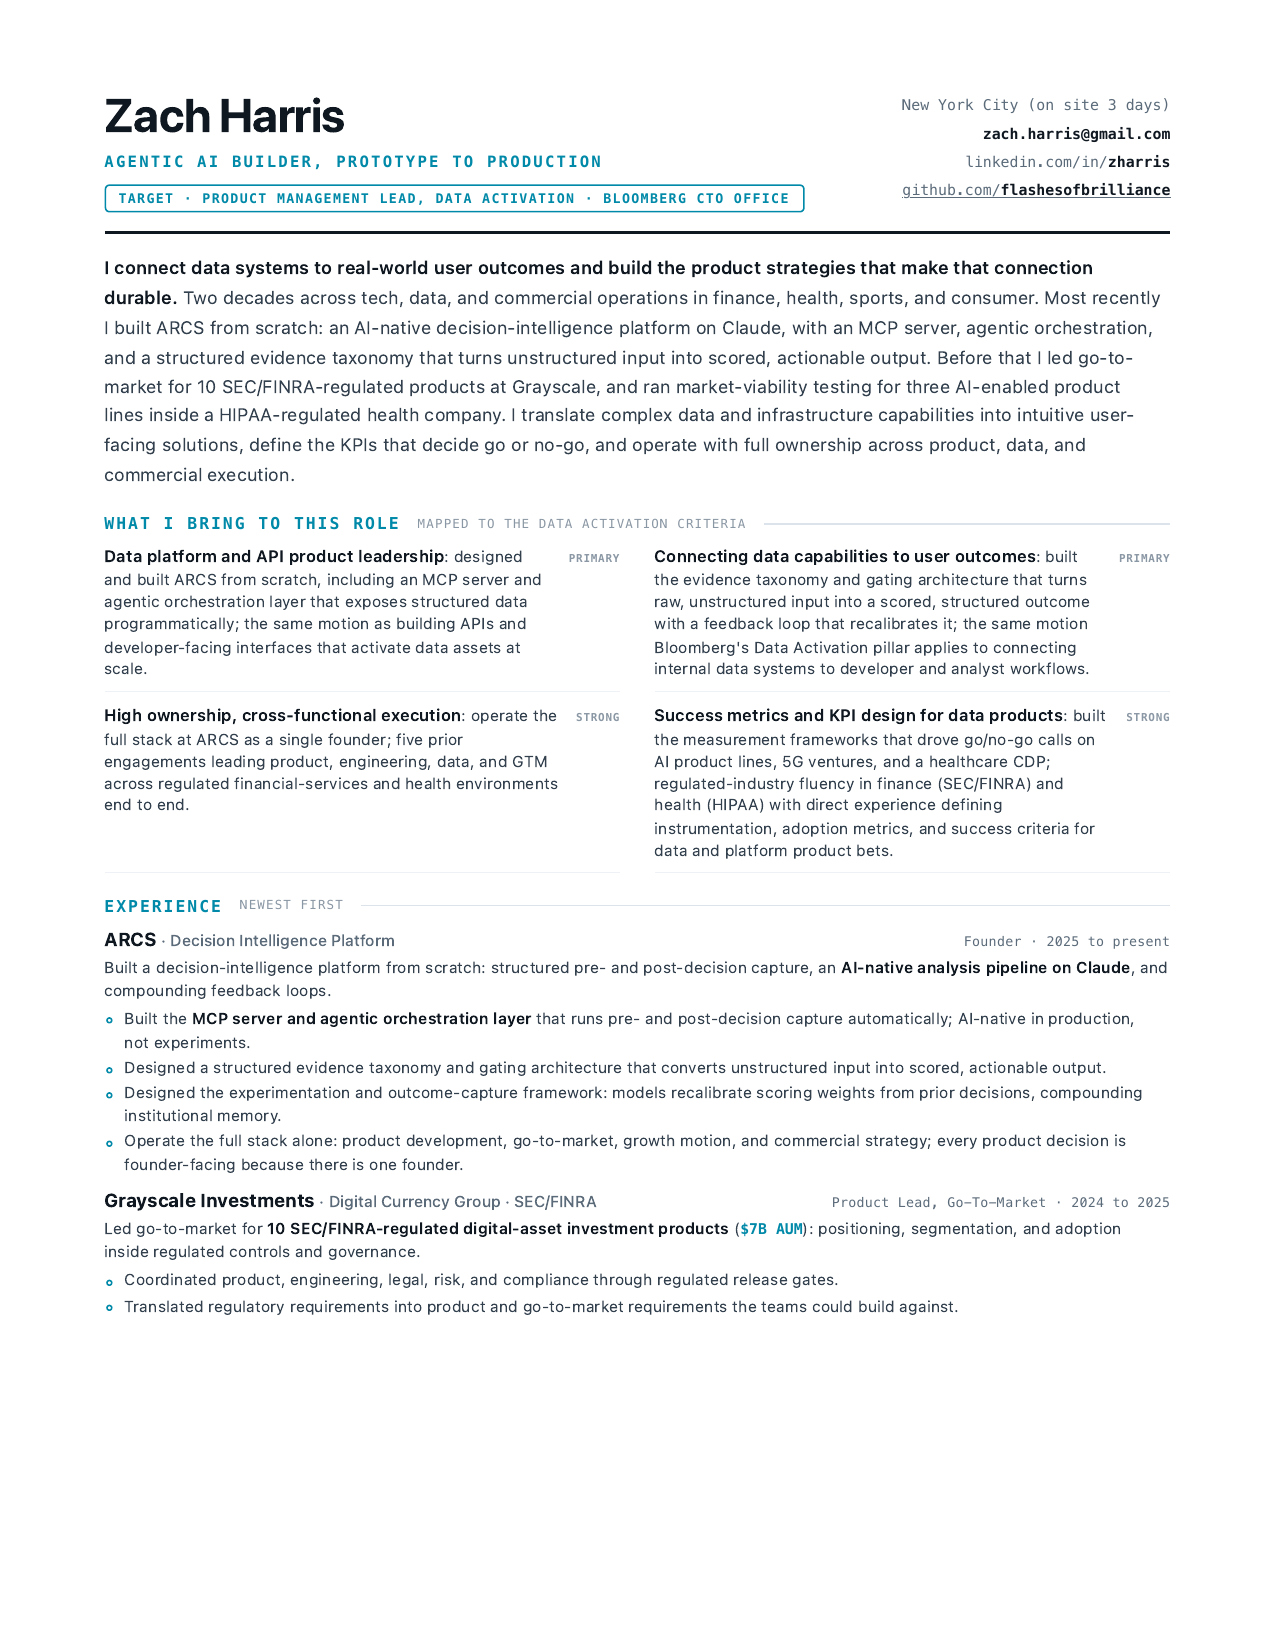 Zach Harris
AGENTIC AI BUILDER, PROTOTYPE TO PRODUCTION
TARGET · PRODUCT MANAGEMENT LEAD, DATA ACTIVATION · BLOOMBERG CTO OFFICE
New York City (on site 3 days)
zach.harris@gmail.com
linkedin.com/in/zharris
github.com/flashesofbrilliance
I connect data systems to real-world user outcomes and build the product strategies that make that connection
durable. Two decades across tech, data, and commercial operations in finance, health, sports, and consumer. Most recently
I built ARCS from scratch: an AI-native decision-intelligence platform on Claude, with an MCP server, agentic orchestration,
and a structured evidence taxonomy that turns unstructured input into scored, actionable output. Before that I led go-to-
market for 10 SEC/FINRA-regulated products at Grayscale, and ran market-viability testing for three AI-enabled product
lines inside a HIPAA-regulated health company. I translate complex data and infrastructure capabilities into intuitive user-
facing solutions, define the KPIs that decide go or no-go, and operate with full ownership across product, data, and
commercial execution.
WHAT I BRING TO THIS ROLE MAPPED TO THE DATA ACTIVATION CRITERIA
Data platform and API product leadership: designed PRIMARY
and built ARCS from scratch, including an MCP server and
agentic orchestration layer that exposes structured data
programmatically; the same motion as building APIs and
developer-facing interfaces that activate data assets at
scale.
Connecting data capabilities to user outcomes: built PRIMARY
the evidence taxonomy and gating architecture that turns
raw, unstructured input into a scored, structured outcome
with a feedback loop that recalibrates it; the same motion
Bloomberg's Data Activation pillar applies to connecting
internal data systems to developer and analyst workflows.
High ownership, cross-functional execution: operate the STRONG
full stack at ARCS as a single founder; five prior
engagements leading product, engineering, data, and GTM
across regulated financial-services and health environments
end to end.
Success metrics and KPI design for data products: built STRONG
the measurement frameworks that drove go/no-go calls on
AI product lines, 5G ventures, and a healthcare CDP;
regulated-industry fluency in finance (SEC/FINRA) and
health (HIPAA) with direct experience defining
instrumentation, adoption metrics, and success criteria for
data and platform product bets.
EXPERIENCE NEWEST FIRST
ARCS · Decision Intelligence Platform Founder · 2025 to present
Built a decision-intelligence platform from scratch: structured pre- and post-decision capture, an AI-native analysis pipeline on Claude, and
compounding feedback loops.
Built the MCP server and agentic orchestration layer that runs pre- and post-decision capture automatically; AI-native in production,
not experiments.
Designed a structured evidence taxonomy and gating architecture that converts unstructured input into scored, actionable output.
Designed the experimentation and outcome-capture framework: models recalibrate scoring weights from prior decisions, compounding
institutional memory.
Operate the full stack alone: product development, go-to-market, growth motion, and commercial strategy; every product decision is
founder-facing because there is one founder.
Grayscale Investments · Digital Currency Group · SEC/FINRA Product Lead, Go-To-Market · 2024 to 2025
Led go-to-market for 10 SEC/FINRA-regulated digital-asset investment products ($7B AUM): positioning, segmentation, and adoption
inside regulated controls and governance.
Coordinated product, engineering, legal, risk, and compliance through regulated release gates.
Translated regulatory requirements into product and go-to-market requirements the teams could build against.